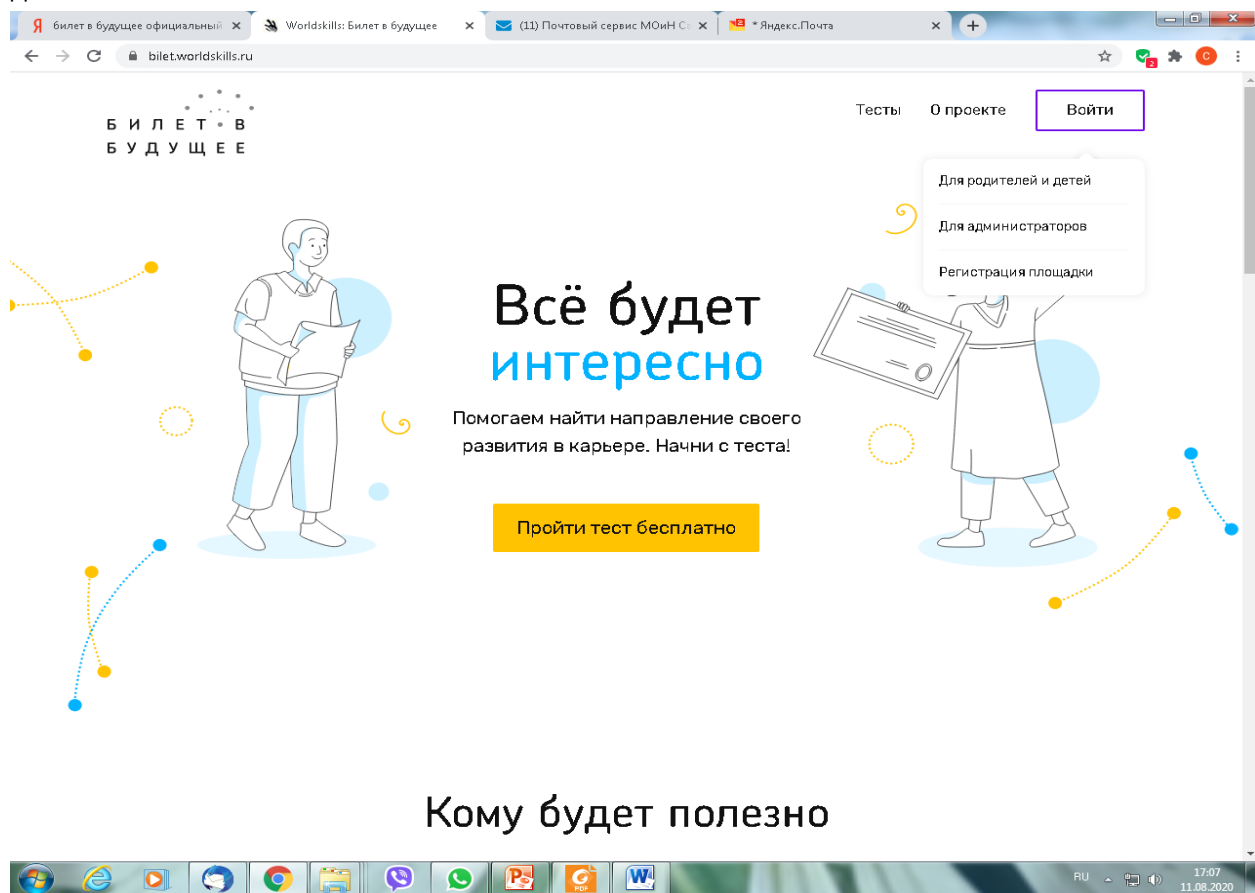 билет в будущее официальный
Worldskills: Билет в будущее
(11) Почтовый сервис МОиН С
* Яндекс.Почта
bilet.worldskills.ru
БИЛЕТ В
БУДУЩЕЕ
Тесты
О проекте
Войти
Для родителей и детей
Для администраторов
Регистрация площадки
Всё будет
интересно
Помогаем найти направление своего
развития в карьере. Начни с теста!
Пройти тест бесплатно
Кому будет полезно
RU
17:07
11.08.2020